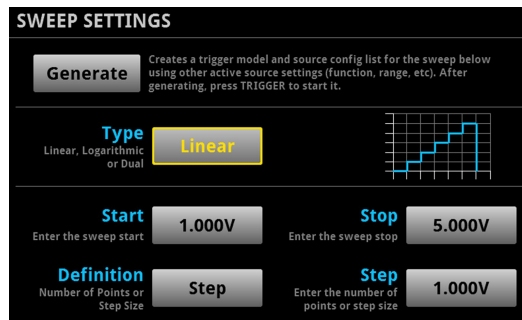 SWEEP SETTINGS
Generate
Creates a trigger model and source config list for the sweep below
using other active source settings (function, range, etc). After
generating, press TRIGGER to start it.
Type
Linear, Logarithmic
or Dual
Linear
Start
Enter the sweep start
1.000V
Stop
Enter the sweep stop
5.000V
Definition
Number of Points or
Step Size
Step
Step
Enter the number of
points or step size
1.000V